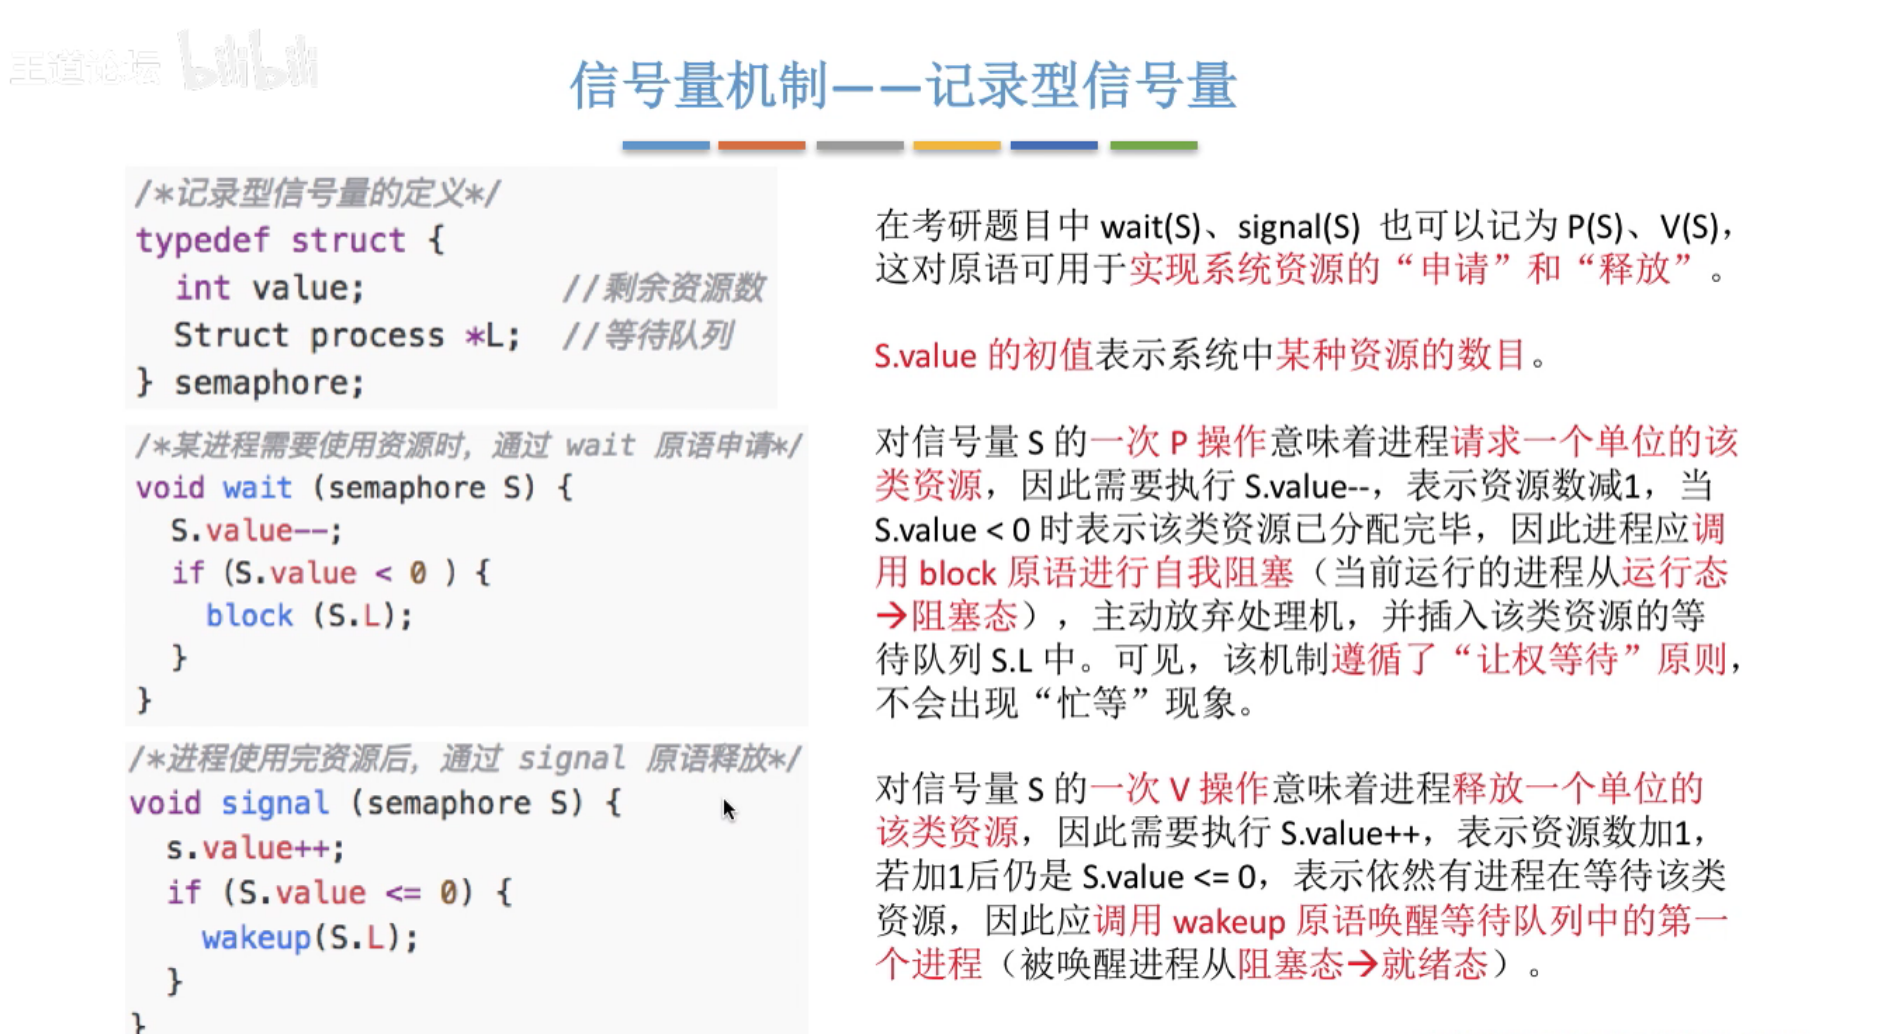 王道论坛 bilibili
信号量机制——记录型信号量
/*记录型信号量的定义*/
typedef struct {
int value; //剩余资源数
Struct process *L; //等待队列
} semaphore;
/*某进程需要使用资源时，通过 wait 原语申请*/
void wait (semaphore S) {
S.value--;
if (S.value < 0 ) {
block (S.L);
}
}
/*进程使用完资源后，通过 signal 原语释放*/
void signal (semaphore S) {
s.value++;
if (S.value <= 0) {
wakeup(S.L);
}
}
在考研题目中 wait(S)、signal(S) 也可以记为 P(S)、V(S)，
这对原语可用于实现系统资源的“申请”和“释放”。
S.value 的初值表示系统中某种资源的数目。
对信号量 S 的一次 P 操作意味着进程请求一个单位的该
类资源，因此需要执行 S.value--，表示资源数减1，当
S.value < 0 时表示该类资源已分配完毕，因此进程应调
用 block 原语进行自我阻塞（当前运行的进程从运行态
→阻塞态），主动放弃处理机，并插入该类资源的等
待队列 S.L 中。可见，该机制遵循了“让权等待”原则，
不会出现“忙等”现象。
对信号量 S 的一次 V 操作意味着进程释放一个单位的
该类资源，因此需要执行 S.value++，表示资源数加1，
若加1后仍是 S.value <= 0，表示依然有进程在等待该类
资源，因此应调用 wakeup 原语唤醒等待队列中的第一
个进程（被唤醒进程从阻塞态→就绪态）。